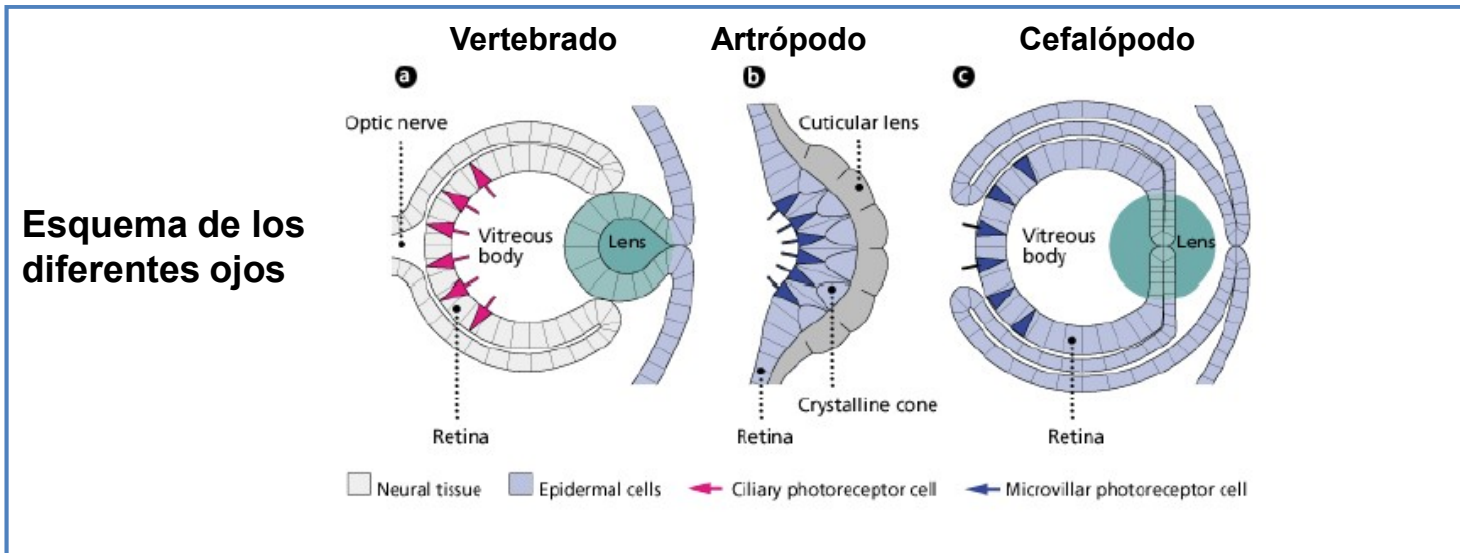 Vertebrado
Artrópodo
Cefalópodo
a
b
c
Optic nerve
Cuticular lens
Esquema de los
diferentes ojos
Vitreous
body
Lens
Vitreous
body
Lens
Crystalline cone
Retina
Retina
Retina
Neural tissue
Epidermal cells
Ciliary photoreceptor cell
Microvillar photoreceptor cell